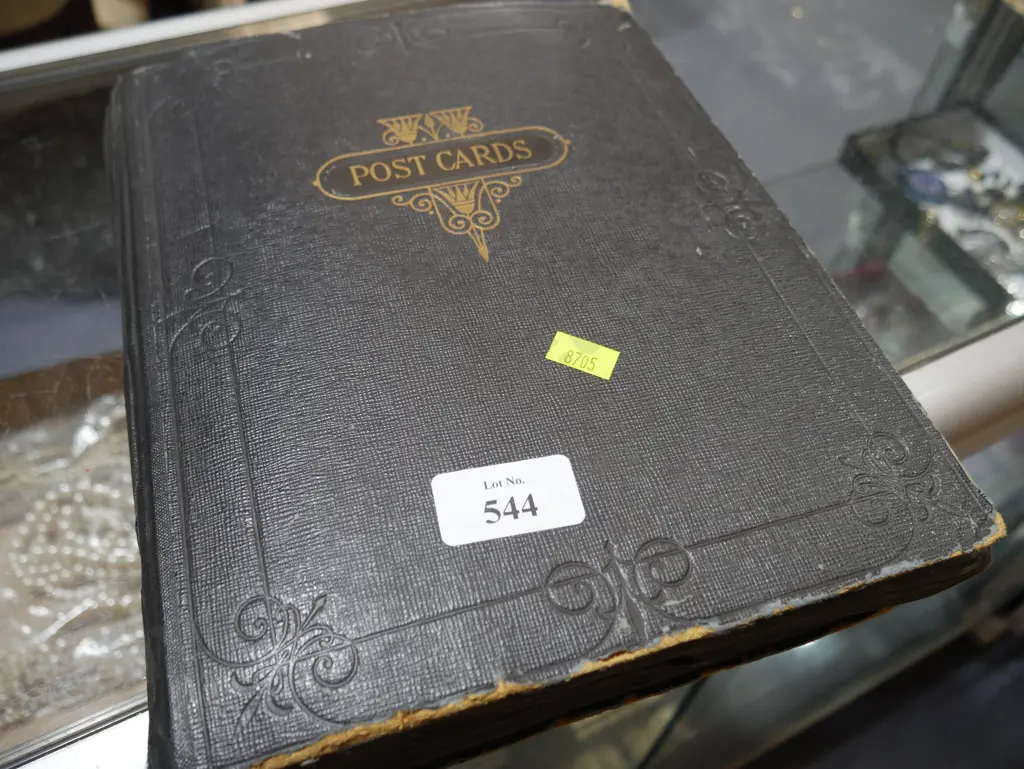 POST CARDS
8705
Lot No.
544